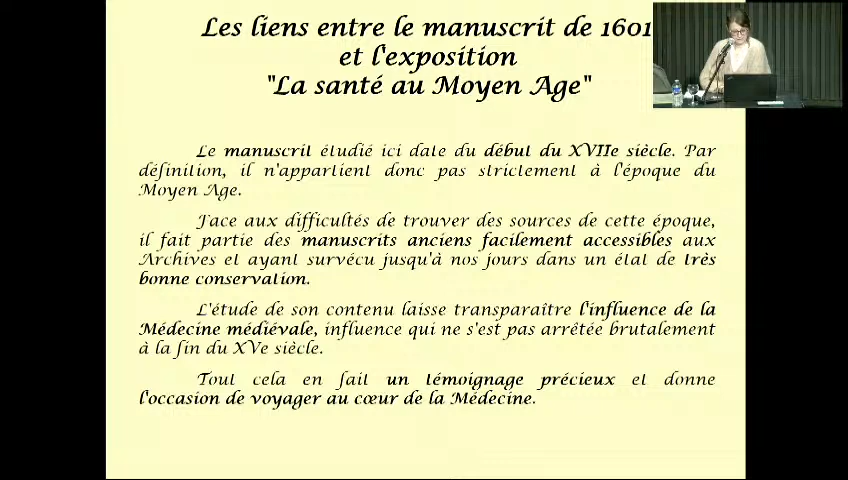 Les liens entre le manuscrit de 1601
et l'exposition
"La santé au Moyen Age"
Le manuscrit étudié ici date du début du XVIIe siècle. Par
définition, il n'appartient donc pas strictement à l'époque du
Moyen Age.
Face aux difficultés de trouver des sources de cette époque,
il fait partie des manuscrits anciens facilement accessibles aux
Archives et ayant survécu jusqu'à nos jours dans un état de très
bonne conservation.
L'étude de son contenu laisse transparaître l'influence de la
Médecine médiévale, influence qui ne s'est pas arrêtée brutalement
à la fin du XVe siècle.
Tout cela en fait un témoignage précieux et donne
l'occasion de voyager au cœur de la Médecine.